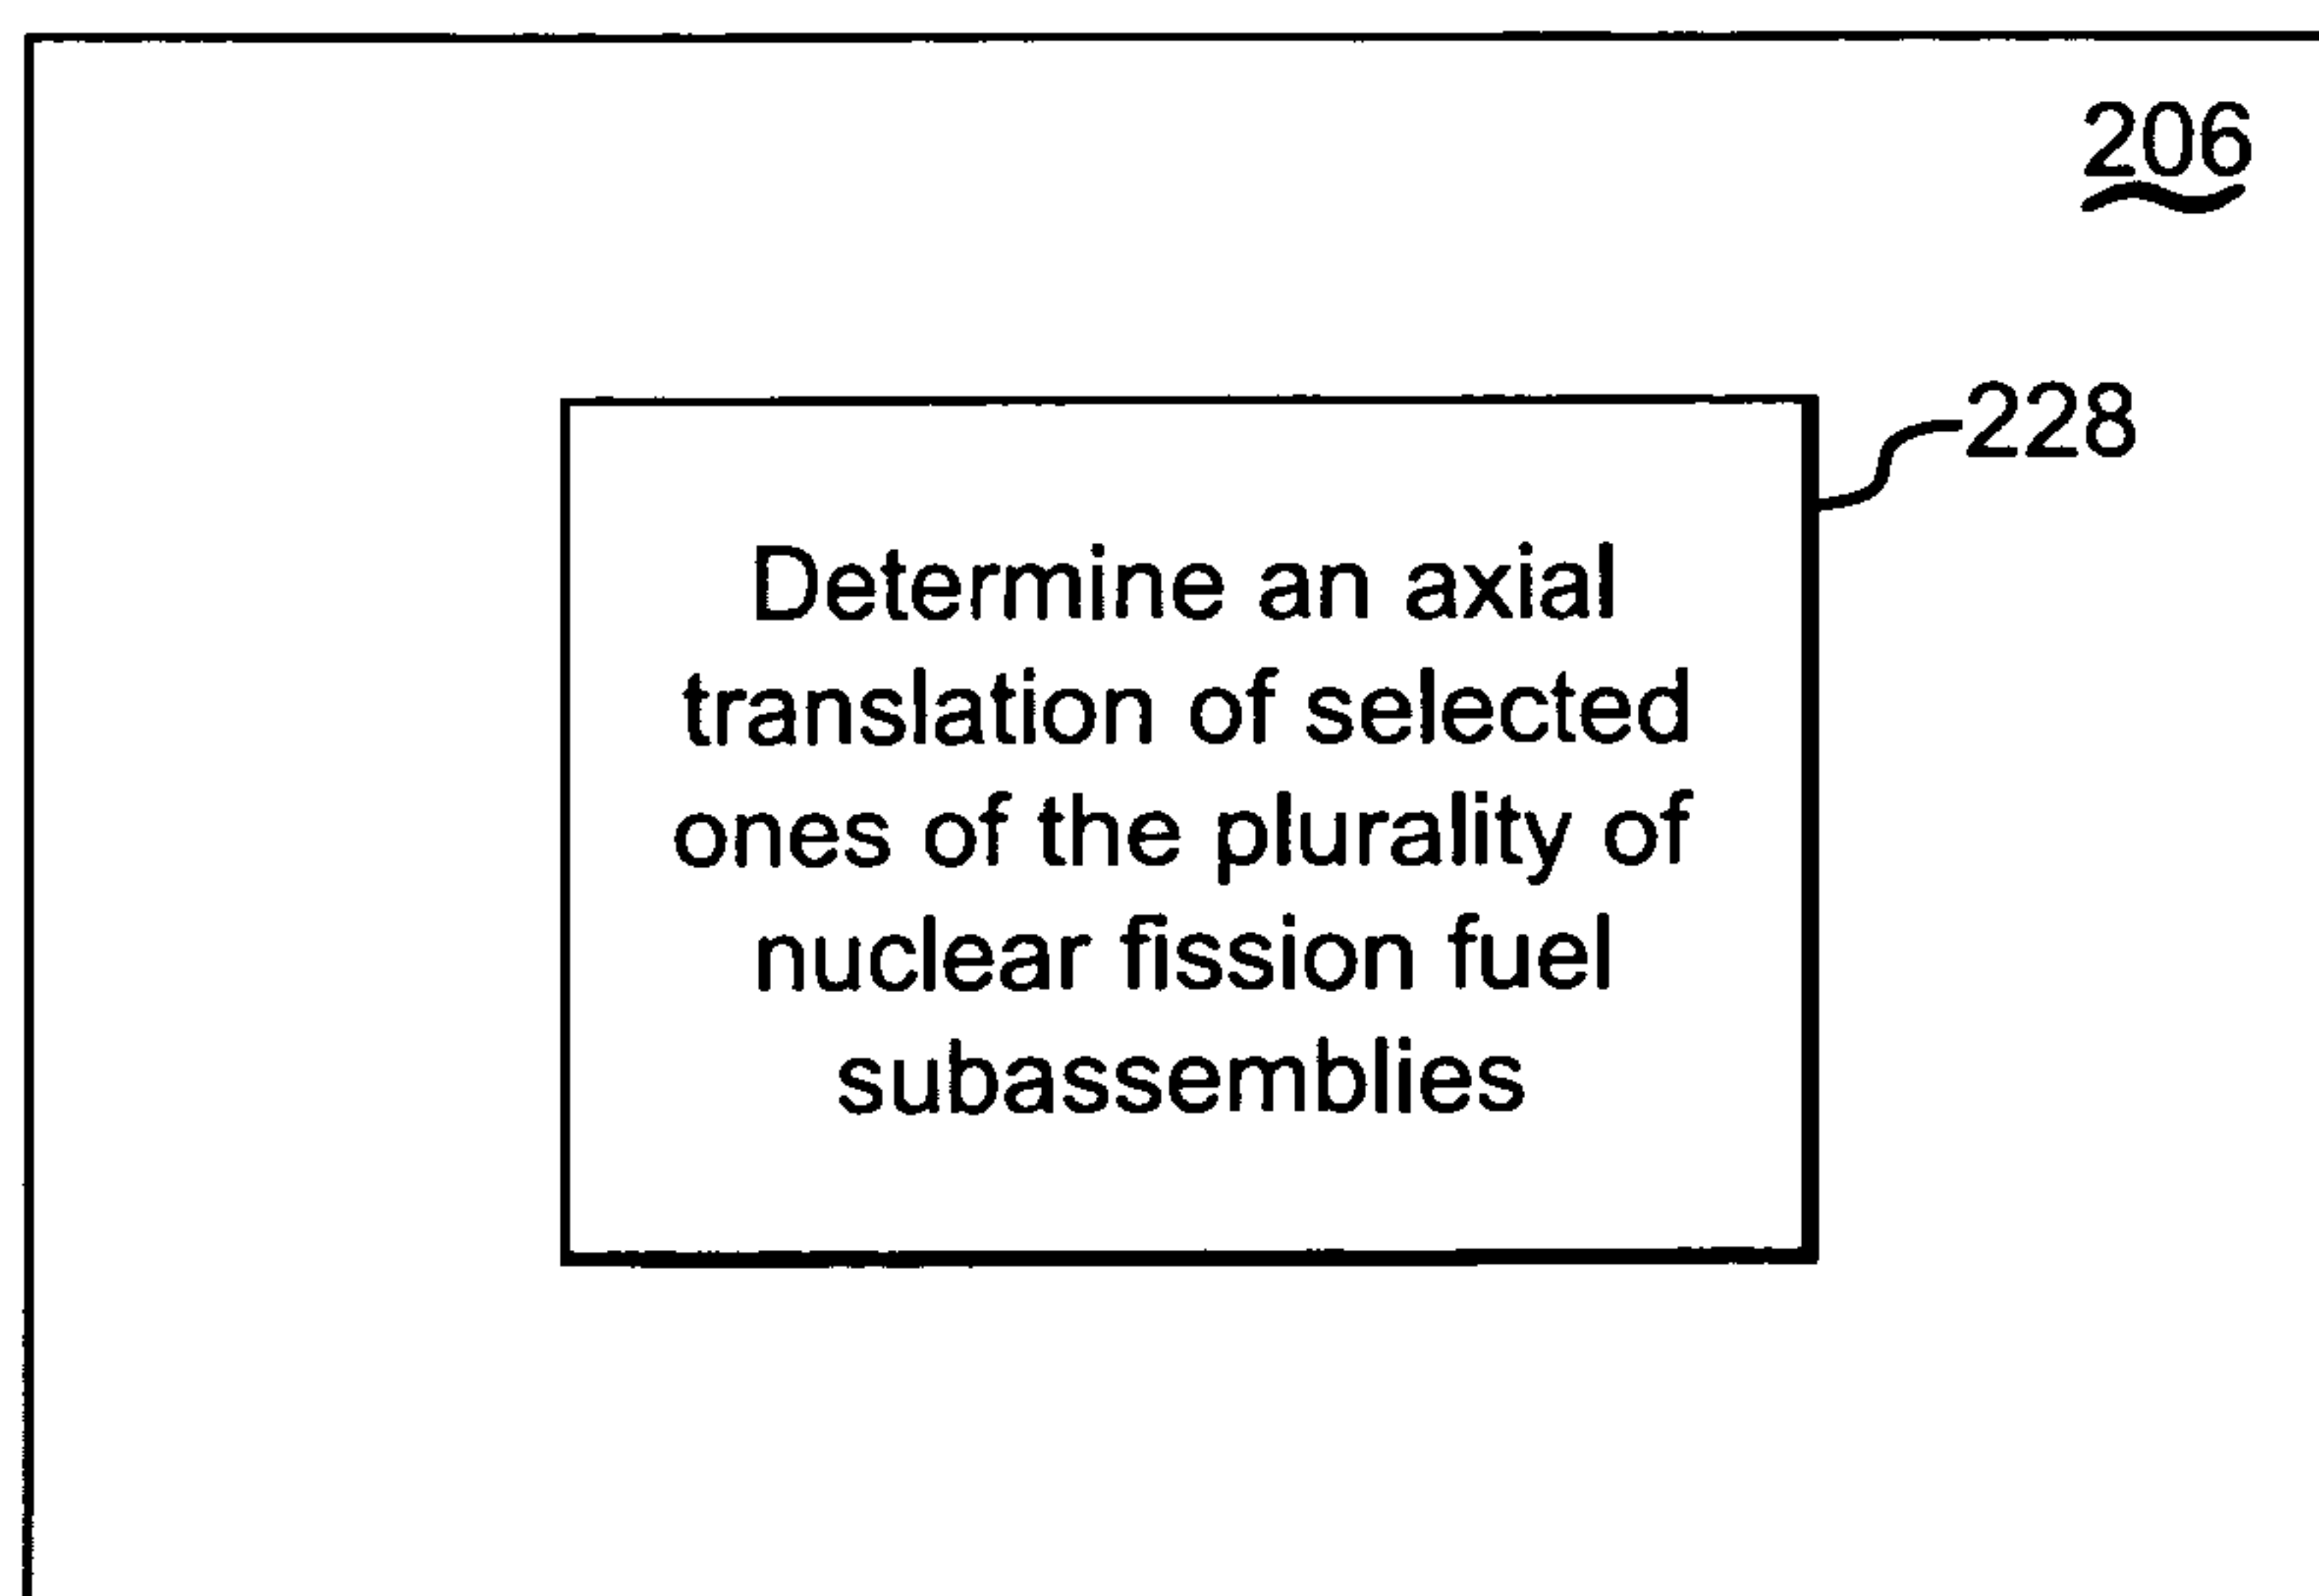 206
228
Determine an axial
translation of selected
ones of the plurality of
nuclear fission fuel
subassemblies